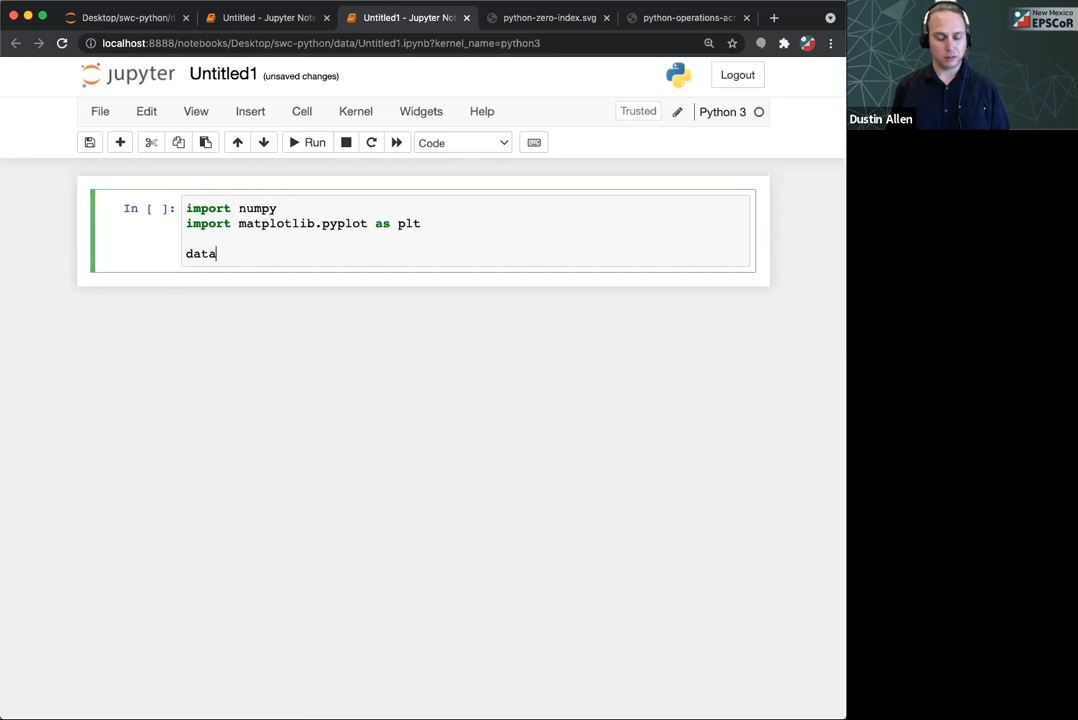 Desktop/swc-python/d
Untitled - Jupyter Not
Untitled1 - Jupyter Not
python-zero-index.svg
python-operations-acr
localhost:8888/notebooks/Desktop/swc-python/data/Untitled1.ipynb?kernel_name=python3
New Mexico
EPSCoR
jupyter Untitled1 (unsaved changes)
Logout
File Edit View Insert Cell Kernel Widgets Help
Trusted
Python 3
Run
Code
Dustin Allen
In [ ]: import numpy
import matplotlib.pyplot as plt
data